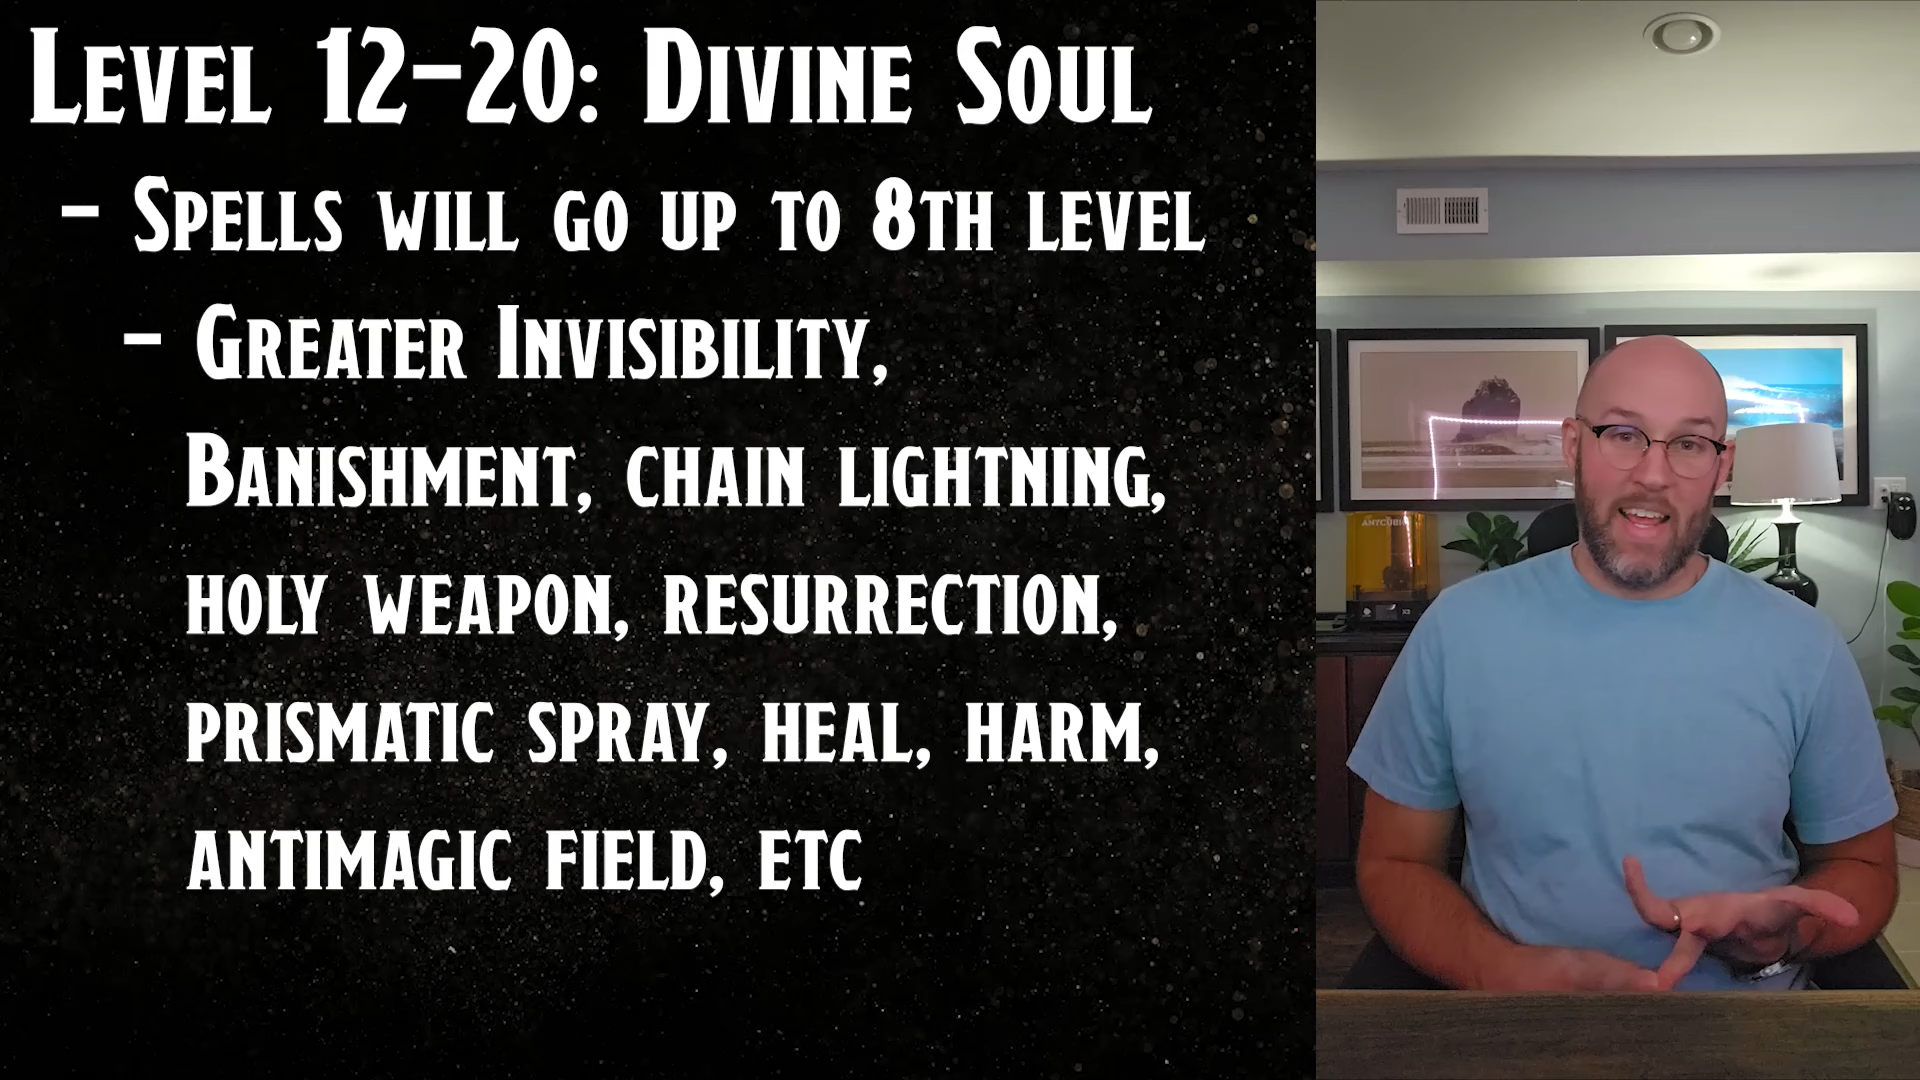 Level 12-20: Divine Soul
- Spells will go up to 8th level
- Greater Invisibility,
Banishment, chain lightning,
holy weapon, resurrection,
prismatic spray, heal, harm,
antimagic field, etc
ANYCUBIC